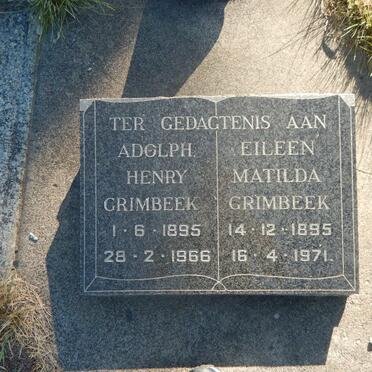 TER GEDAGTENIS AAN
ADOLPH
HENRY
GRIMBEEK
1·6·1895
28·2·1966
EILEEN
MATILDA
GRIMBEEK
14·12·1895
16·4·1971.